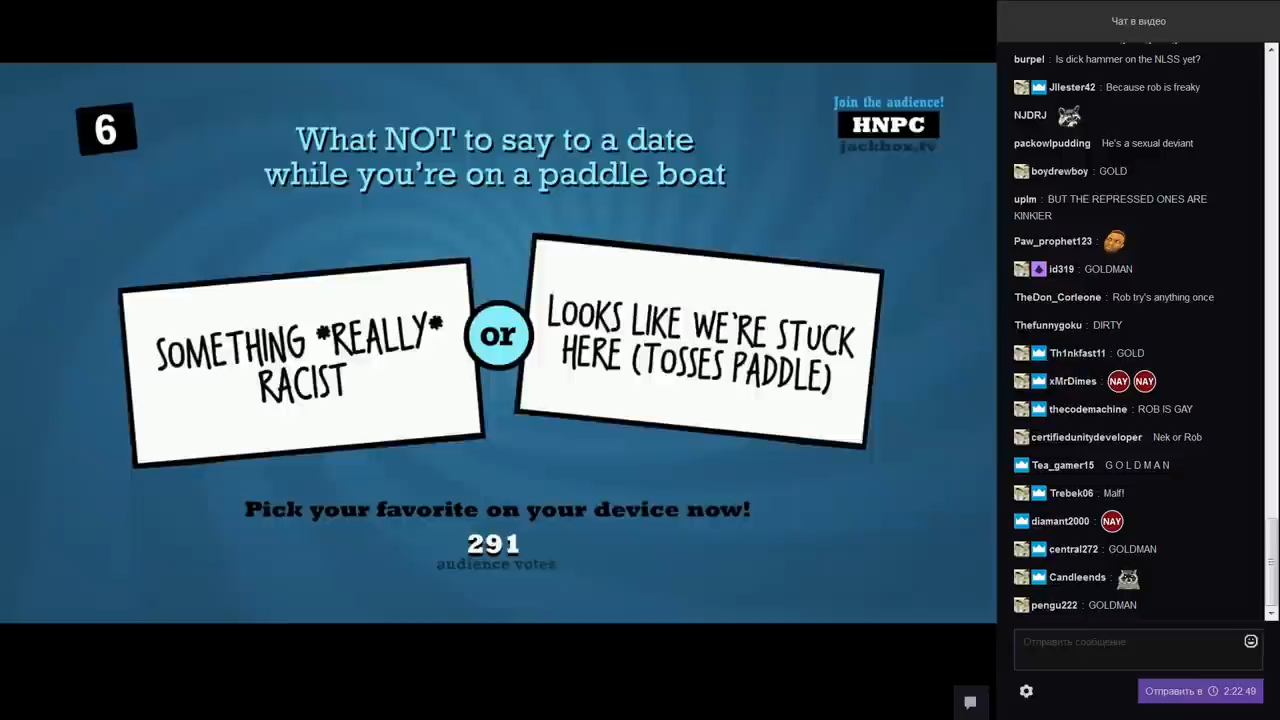 6
What NOT to say to a date
while you're on a paddle boat
Join the audience!
HNPC
jackbox.tv
SOMETHING *REALLY*
RACIST
or
LOOKS LIKE WE'RE STUCK
HERE (TOSSES PADDLE)
Pick your favorite on your device now!
291
audience votes
Чат в видео
burpel : Is dick hammer on the NLSS yet?
Jllester42 : Because rob is freaky
NJDRJ
packowlpudding He's a sexual deviant
boydrewboy : GOLD
uplm : BUT THE REPRESSED ONES ARE
KINKIER
Paw_prophet123 :
id319 : GOLDMAN
TheDon_Corleone : Rob try's anything once
Thefunnygoku : DIRTY
Th1nkfast11 : GOLD
xMrDimes : NAY NAY
thecodemachine : ROB IS GAY
certifiedunitydeveloper Nek or Rob
Tea_gamer15 G O L D M A N
Trebek06 : Malf!
diamant2000 : NAY
central272 : GOLDMAN
Candleends :
pengu222 : GOLDMAN
Отправить сообщение
Отправить в 2:22:49